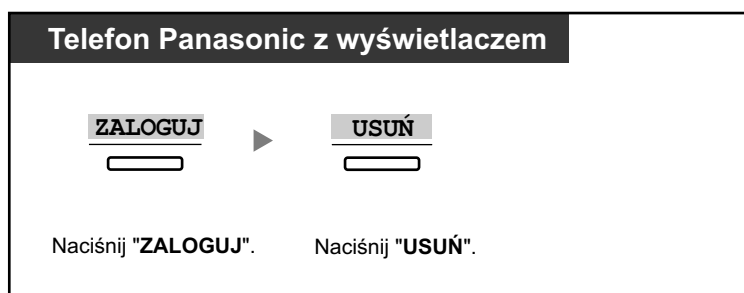 Telefon Panasonic z wyświetlaczem
ZALOGUJ USUŃ
Naciśnij "ZALOGUJ". Naciśnij "USUŃ".